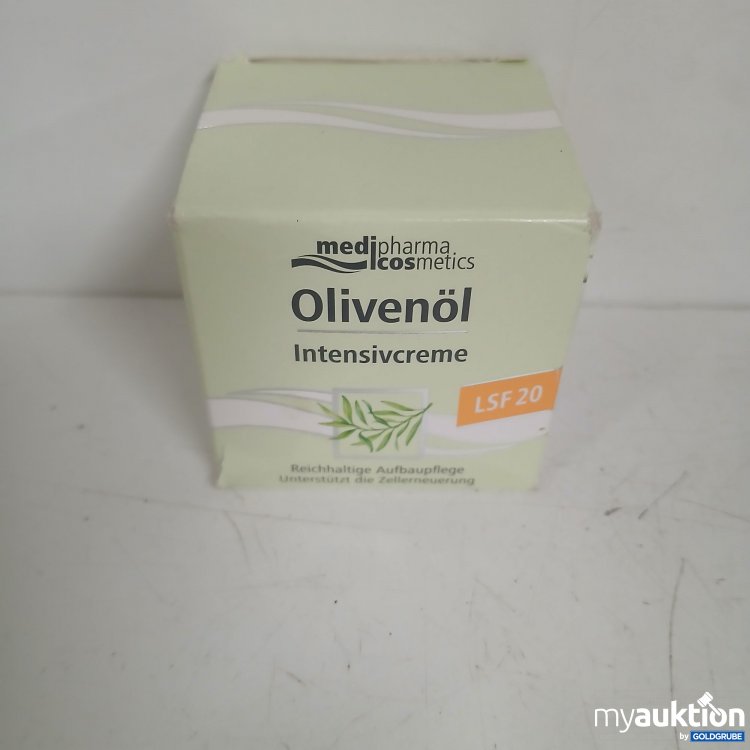 medipharma
cosmetics
Olivenöl
Intensivcreme
LSF 20
Reichhaltige Aufbaupflege
Unterstützt die Zellerneuerung
myauktion
by GOLDGRUBE